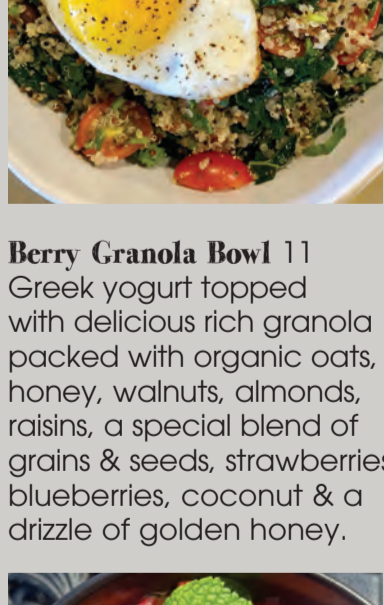 Berry Granola Bowl 11
Greek yogurt topped
with delicious rich granola
packed with organic oats,
honey, walnuts, almonds,
raisins, a special blend of
grains & seeds, strawberries
blueberries, coconut & a
drizzle of golden honey.